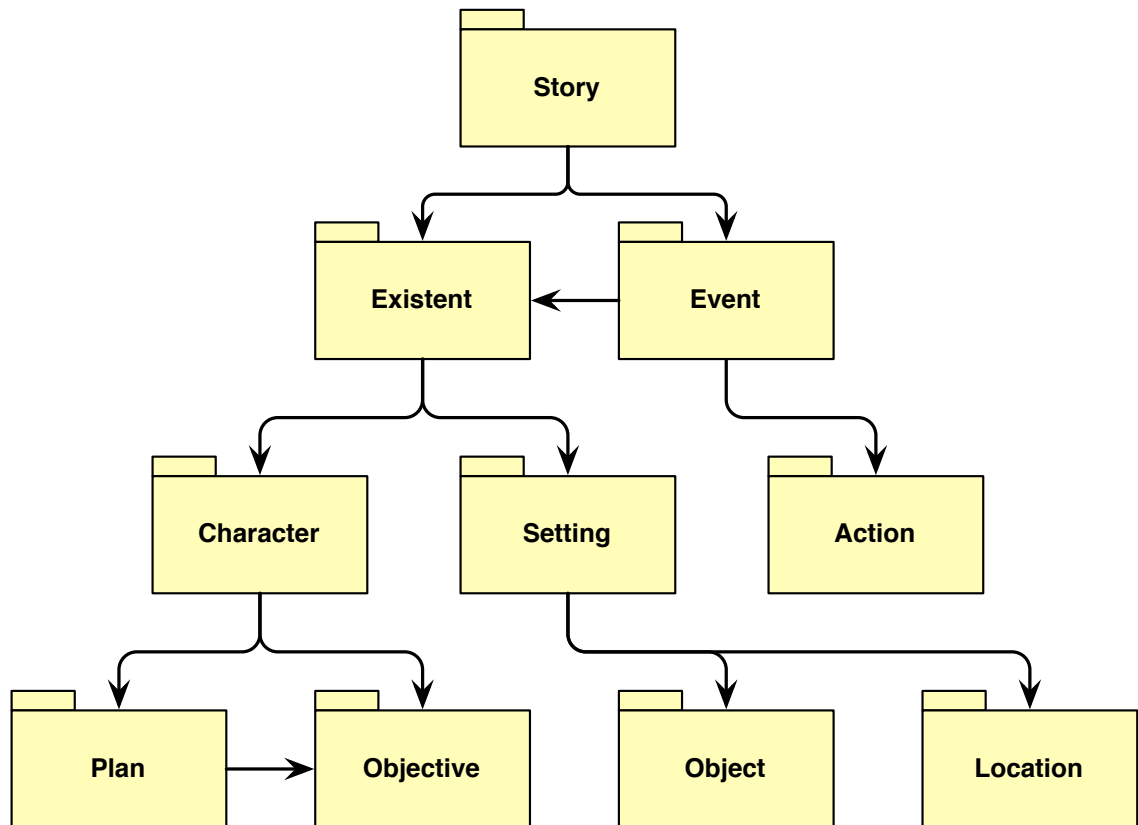 Story
Existent
Event
Character
Setting
Action
Plan
Objective
Object
Location